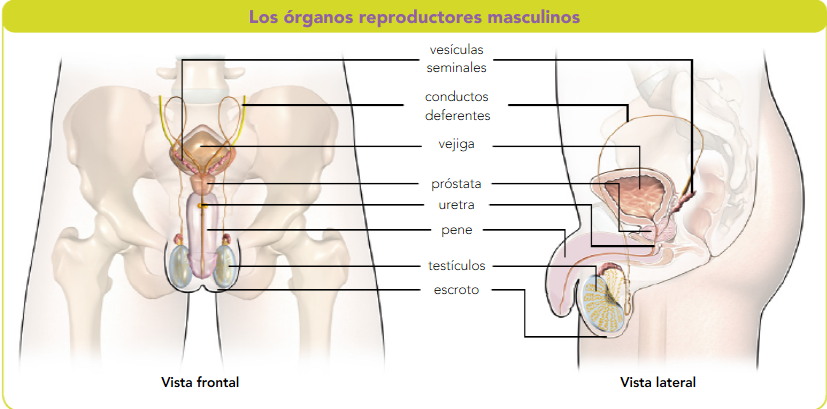 Los órganos reproductores masculinos
vesículas
seminales
conductos
deferentes
vejiga
próstata
uretra
pene
testículos
escroto
Vista frontal
Vista lateral